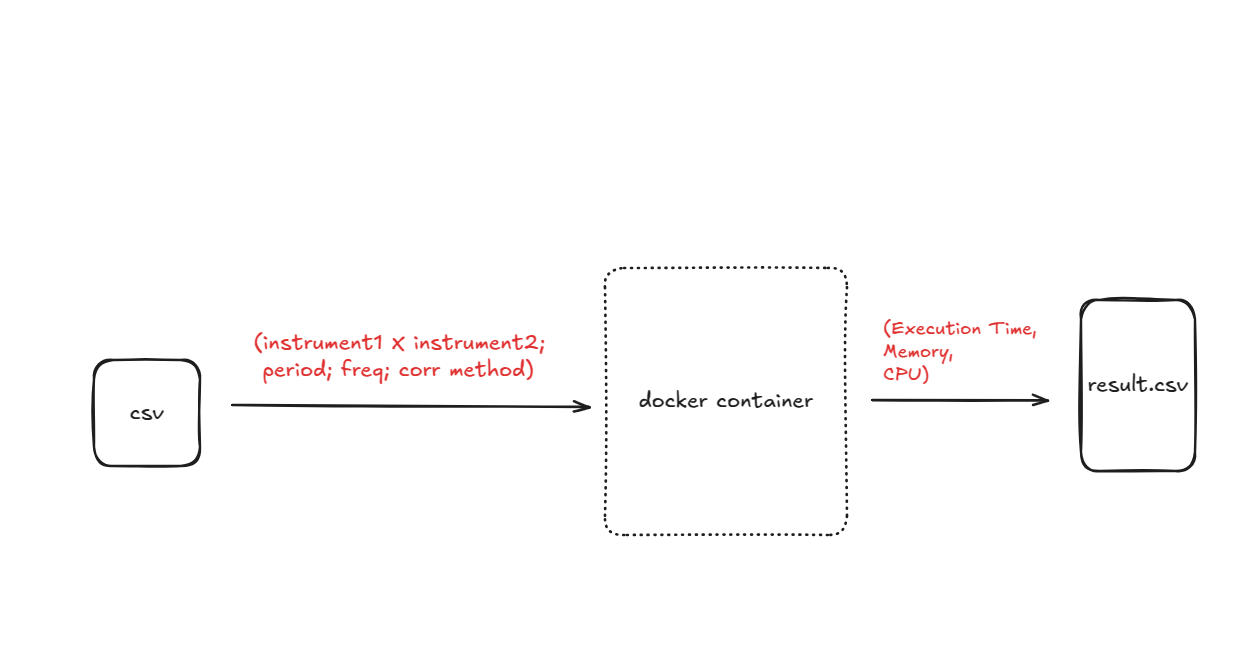 (instrument1 X instrument2;
period; freq; corr method)
(Execution Time,
Memory,
CPU)
csv
docker container
result.csv